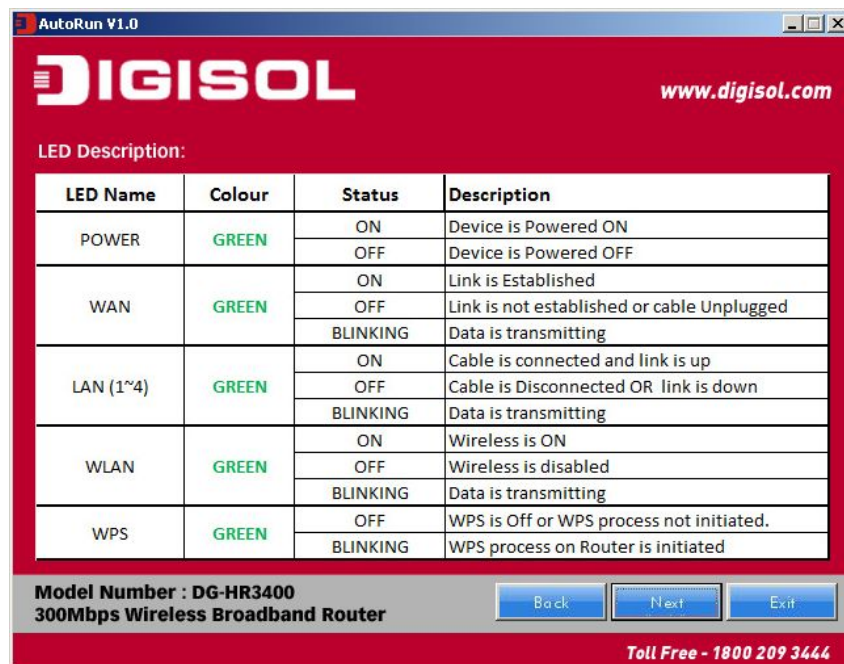 AutoRun V1.0
DIGISOL
www.digisol.com
LED Description:
LED Name Colour Status Description
POWER GREEN ON Device is Powered ON
OFF Device is Powered OFF
WAN GREEN ON Link is Established
OFF Link is not established or cable Unplugged
BLINKING Data is transmitting
LAN (1~4) GREEN ON Cable is connected and link is up
OFF Cable is Disconnected OR link is down
BLINKING Data is transmitting
WLAN GREEN ON Wireless is ON
OFF Wireless is disabled
BLINKING Data is transmitting
WPS GREEN OFF WPS is Off or WPS process not initiated.
BLINKING WPS process on Router is initiated
Model Number : DG-HR3400
300Mbps Wireless Broadband Router
Back Next Exit
Toll Free - 1800 209 3444